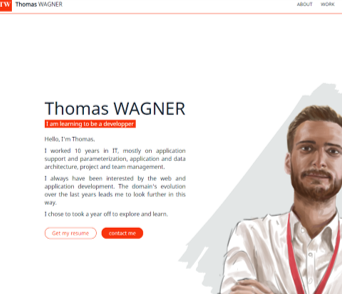 TW Thomas WAGNER ABOUT WORK
Thomas WAGNER
I am learning to be a developper
Hello, I'm Thomas.
I worked 10 years in IT, mostly on application
support and parameterization, application and data
architecture, project and team management.
I always have been interested by the web and
application development. The domain's evolution
over the last years leads me to look further in this
way.
I chose to took a year off to explore and learn.
Get my resume contact me